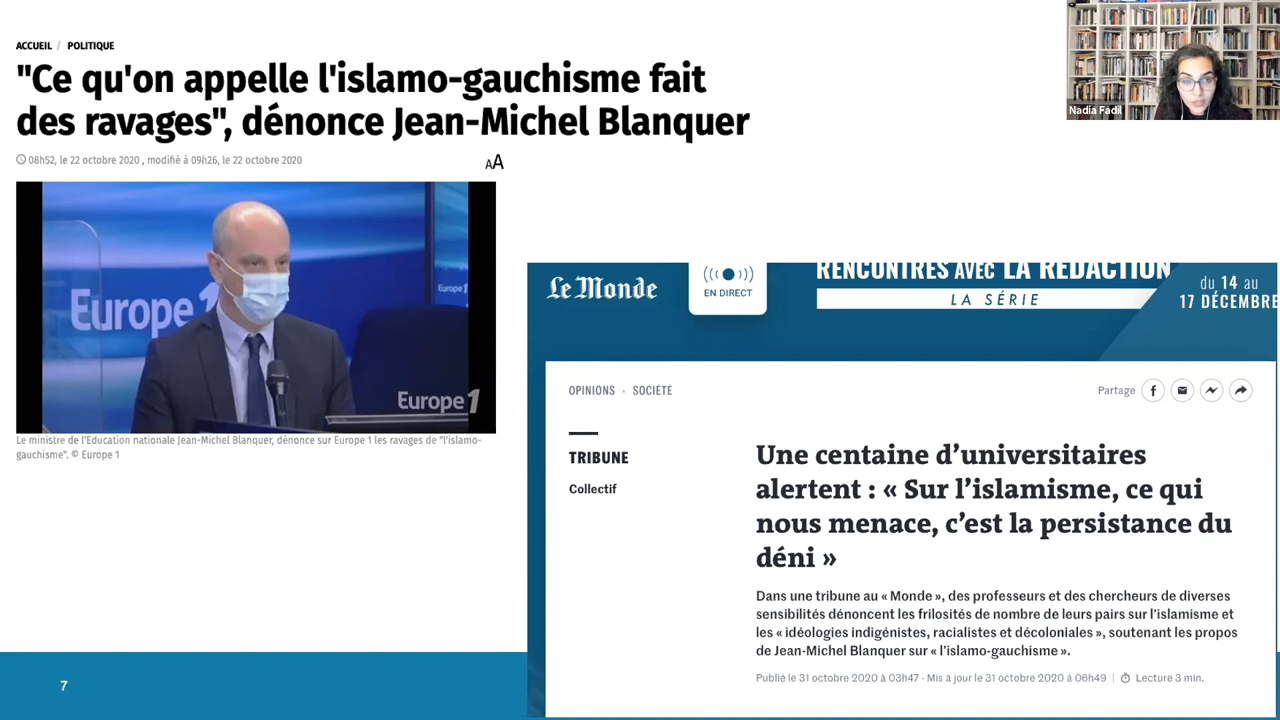 ACCUEIL / POLITIQUE
"Ce qu'on appelle l'islamo-gauchisme fait
des ravages", dénonce Jean-Michel Blanquer
08h52, le 22 octobre 2020 , modifié à 09h26, le 22 octobre 2020
AA
Europe 1
Europe
Europe 1
Le ministre de l'Education nationale Jean-Michel Blanquer, dénonce sur Europe 1 les ravages de "l'islamo-
gauchisme". © Europe 1
Nadia Fadil
Le Monde
EN DIRECT
RENCONTRES AVEC LA RÉDACTION
LA SÉRIE
du 14 au
17 DÉCEMBRE
OPINIONS • SOCIÉTÉ
Partage
TRIBUNE
Collectif
Une centaine d'universitaires
alertent : « Sur l'islamisme, ce qui
nous menace, c'est la persistance du
déni »
Dans une tribune au « Monde », des professeurs et des chercheurs de diverses
sensibilités dénoncent les frilosités de nombre de leurs pairs sur l'islamisme et
les « idéologies indigénistes, racialistes et décoloniales », soutenant les propos
de Jean-Michel Blanquer sur « l'islamo-gauchisme ».
Publié le 31 octobre 2020 à 03h47 - Mis à jour le 31 octobre 2020 à 06h49 | Lecture 3 min.
7